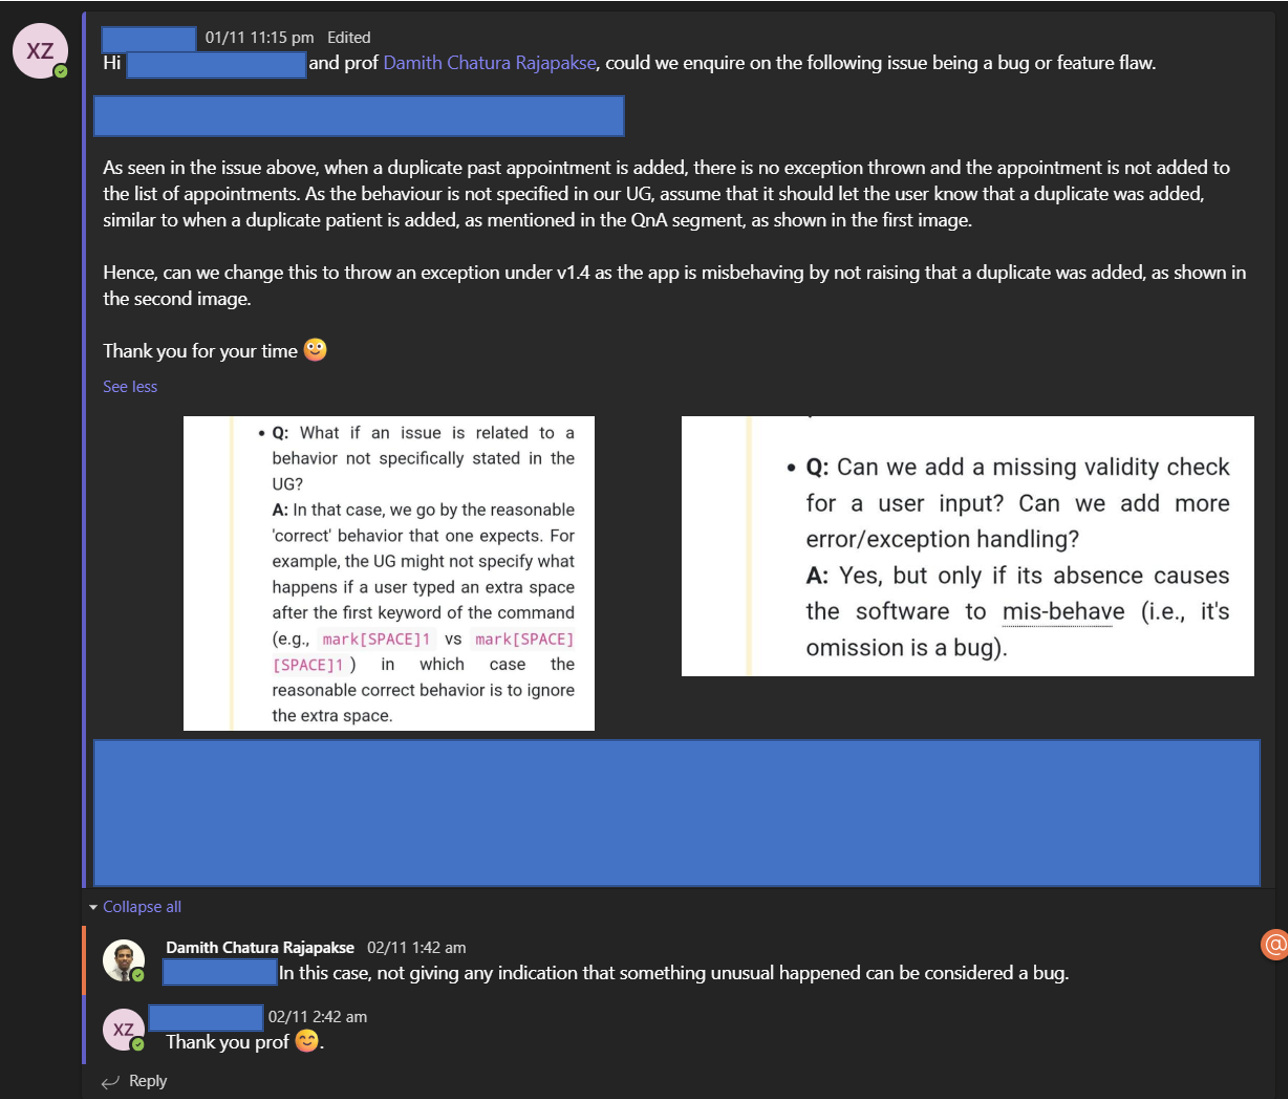 XZ
01/11 11:15 pm Edited
Hi and prof Damith Chatura Rajapakse, could we enquire on the following issue being a bug or feature flaw.
As seen in the issue above, when a duplicate past appointment is added, there is no exception thrown and the appointment is not added to
the list of appointments. As the behaviour is not specified in our UG, assume that it should let the user know that a duplicate was added,
similar to when a duplicate patient is added, as mentioned in the QnA segment, as shown in the first image.
Hence, can we change this to throw an exception under v1.4 as the app is misbehaving by not raising that a duplicate was added, as shown in
the second image.
Thank you for your time 🙂
See less
• Q: What if an issue is related to a
behavior not specifically stated in the
UG?
A: In that case, we go by the reasonable
'correct' behavior that one expects. For
example, the UG might not specify what
happens if a user typed an extra space
after the first keyword of the command
(e.g., mark[SPACE]1 vs mark[SPACE]
[SPACE]1 ) in which case the
reasonable correct behavior is to ignore
the extra space.
• Q: Can we add a missing validity check
for a user input? Can we add more
error/exception handling?
A: Yes, but only if its absence causes
the software to mis-behave (i.e., it's
omission is a bug).
Collapse all
Damith Chatura Rajapakse 02/11 1:42 am
In this case, not giving any indication that something unusual happened can be considered a bug.
@
XZ
02/11 2:42 am
Thank you prof 😊.
Reply